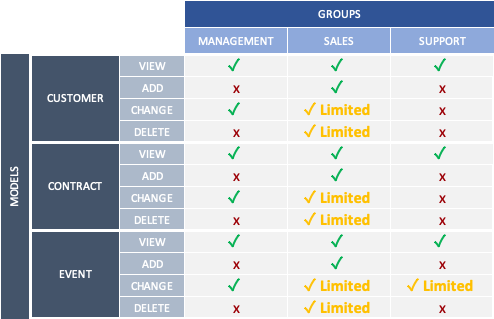 GROUPS
MANAGEMENT SALES SUPPORT
MODELS
CUSTOMER
VIEW ✓ ✓ ✓
ADD x ✓ x
CHANGE ✓ ✓ Limited x
DELETE x ✓ Limited x
CONTRACT
VIEW ✓ ✓ ✓
ADD x ✓ x
CHANGE ✓ ✓ Limited x
DELETE x ✓ Limited x
EVENT
VIEW ✓ ✓ ✓
ADD x ✓ x
CHANGE ✓ ✓ Limited ✓ Limited
DELETE x ✓ Limited x